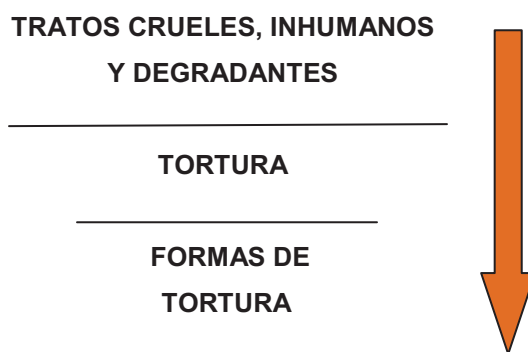 TRATOS CRUELES, INHUMANOS
Y DEGRADANTES
TORTURA
FORMAS DE
TORTURA